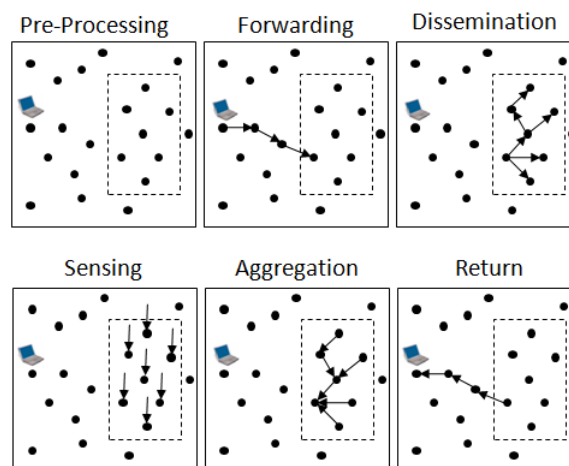 Pre-Processing Forwarding Dissemination
Sensing Aggregation Return